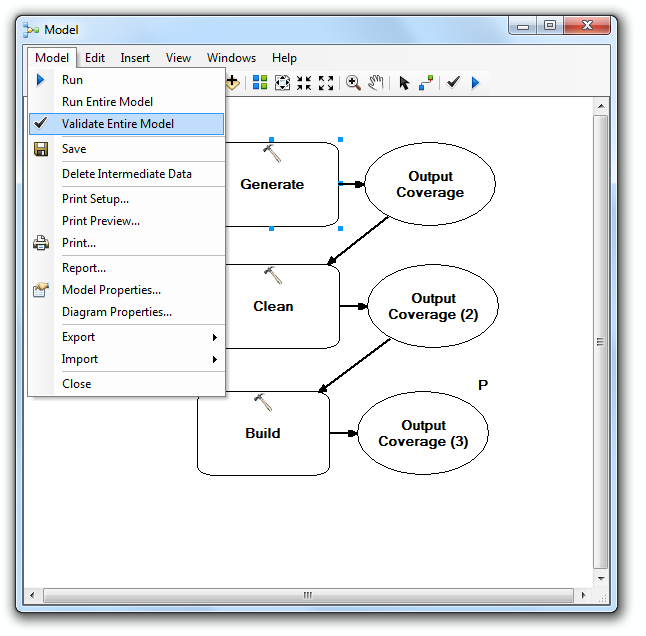 Model
Model Edit Insert View Windows Help
Run
Run Entire Model
Validate Entire Model
Save
Delete Intermediate Data
Print Setup...
Print Preview...
Print...
Report...
Model Properties...
Diagram Properties...
Export
Import
Close
Generate
Output
Coverage
Clean
Output
Coverage (2)
P
Build
Output
Coverage (3)